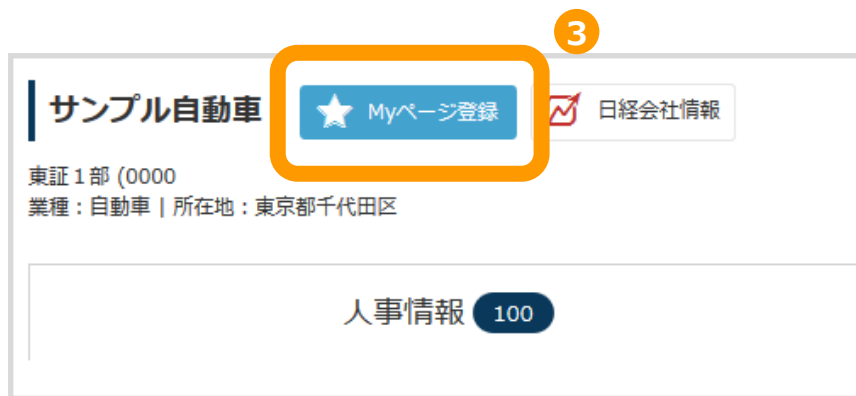 3
サンプル自動車 Myページ登録 日経会社情報
東証１部 (0000
業種：自動車 | 所在地：東京都千代田区
人事情報 100